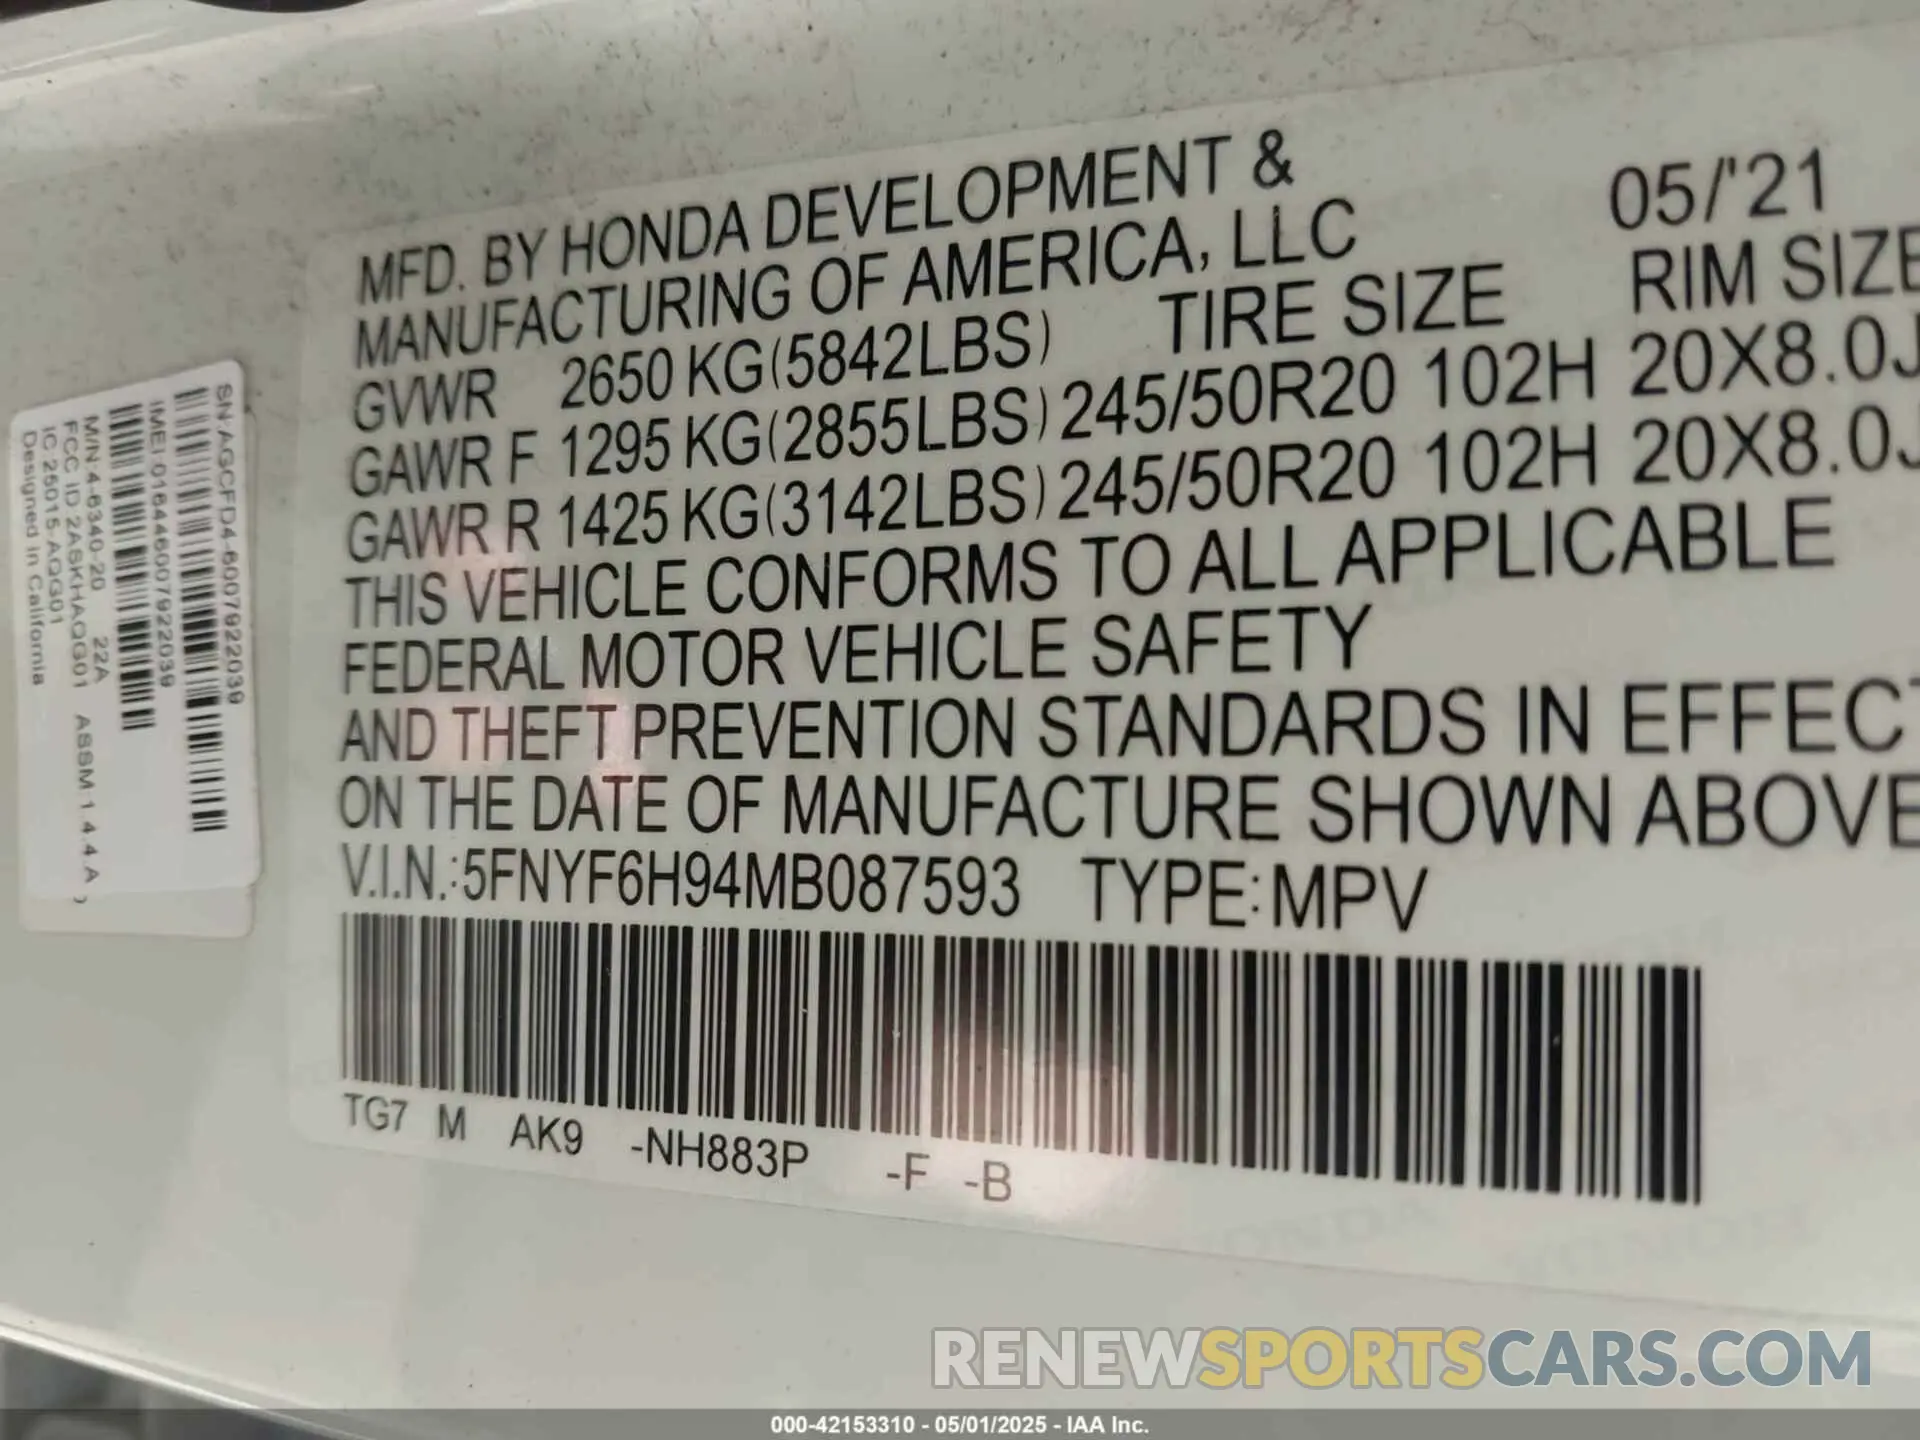 MFD. BY HONDA DEVELOPMENT &
MANUFACTURING OF AMERICA, LLC
05/'21
GVWR 2650 KG(5842LBS) TIRE SIZE RIM SIZE
GAWR F 1295 KG(2855LBS) 245/50R20 102H 20X8.0J
GAWR R 1425 KG(3142LBS) 245/50R20 102H 20X8.0J
THIS VEHICLE CONFORMS TO ALL APPLICABLE
FEDERAL MOTOR VEHICLE SAFETY
AND THEFT PREVENTION STANDARDS IN EFFECT
ON THE DATE OF MANUFACTURE SHOWN ABOVE
V.I.N.:5FNYF6H94MB087593 TYPE:MPV
TG7 M AK9 -NH883P -F -B
SN:AGCFD4-6007922039
IMEI:016446007922039
M/N:4-6340-20 22A
FCC ID 2ASKHAQG01 ASSM 1.4.4.A
IC 25015-AQG01
Designed in California
RENEWSPORTSCARS.COM
000-42153310 - 05/01/2025 - IAA Inc.